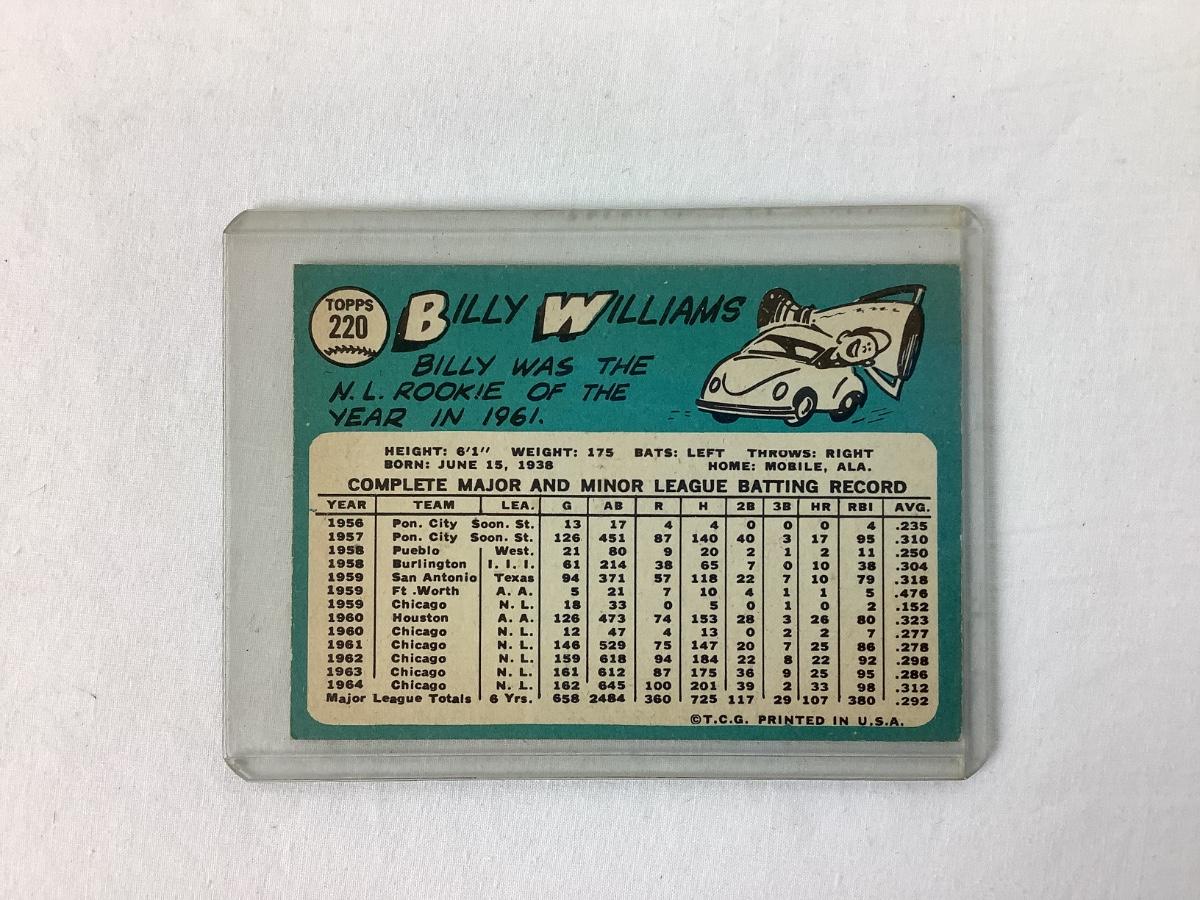 TOPPS
220
BILLY WILLIAMS
BILLY WAS THE
N.L. ROOKIE OF THE
YEAR IN 1961.
HEIGHT: 6'1" WEIGHT: 175 BATS: LEFT THROWS: RIGHT
BORN: JUNE 15, 1938 HOME: MOBILE, ALA.
COMPLETE MAJOR AND MINOR LEAGUE BATTING RECORD
YEAR TEAM LEA. G AB R H 2B 3B HR RBI AVG.
1956 Pon. City Soon. St. 13 17 4 4 0 0 0 4 .235
1957 Pon. City Soon. St. 126 451 87 140 40 3 17 95 .310
1958 Pueblo West. 21 80 9 20 2 1 2 11 .250
1958 Burlington I. I. I. 61 214 38 65 7 0 10 38 .304
1959 San Antonio Texas 94 371 57 118 22 7 10 79 .318
1959 Ft .Worth A. A. 5 21 7 10 4 1 1 5 .476
1959 Chicago N. L. 18 33 0 5 0 1 0 2 .152
1960 Houston A. A. 126 473 74 153 28 3 26 80 .323
1960 Chicago N. L. 12 47 4 13 0 2 2 7 .277
1961 Chicago N. L. 146 529 75 147 20 7 25 86 .278
1962 Chicago N. L. 159 618 94 184 22 8 22 92 .298
1963 Chicago N. L. 161 612 87 175 36 9 25 95 .286
1964 Chicago N. L. 162 645 100 201 39 2 33 98 .312
Major League Totals 6 Yrs. 658 2484 360 725 117 29 107 380 .292
©T.C.G. PRINTED IN U.S.A.